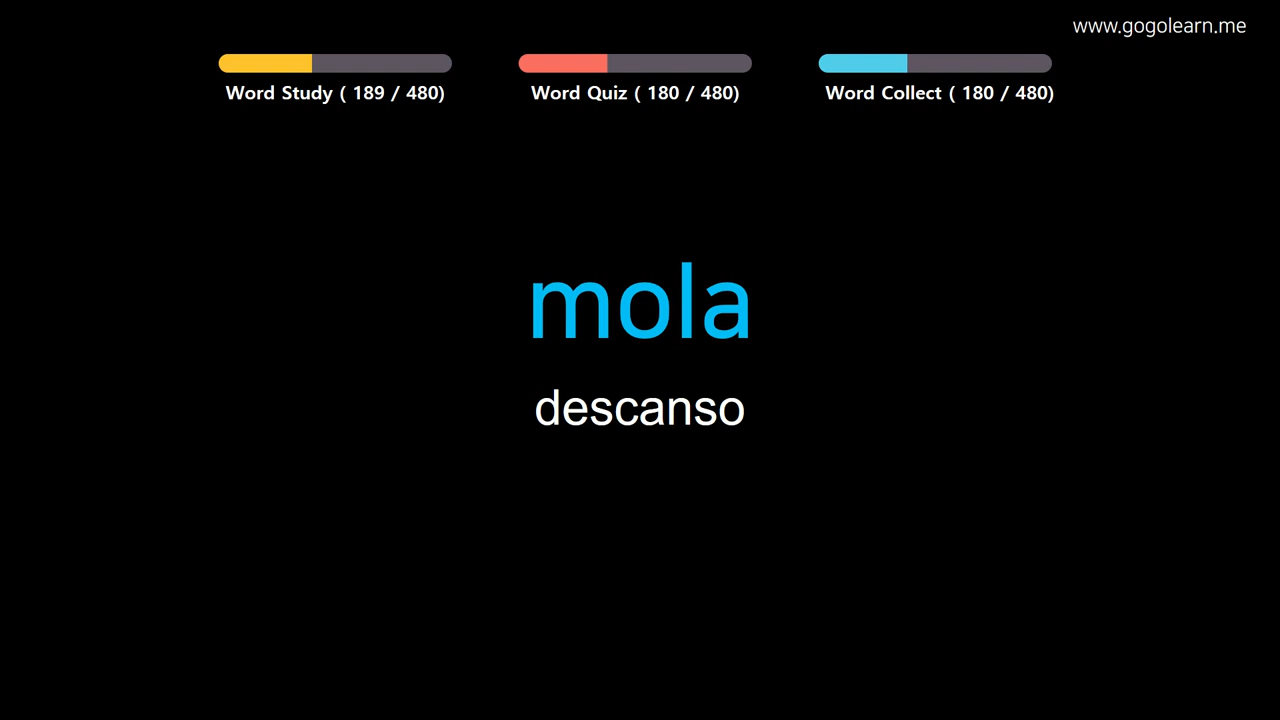 www.gogolearn.me
Word Study ( 189 / 480)
Word Quiz ( 180 / 480)
Word Collect ( 180 / 480)
mola
descanso